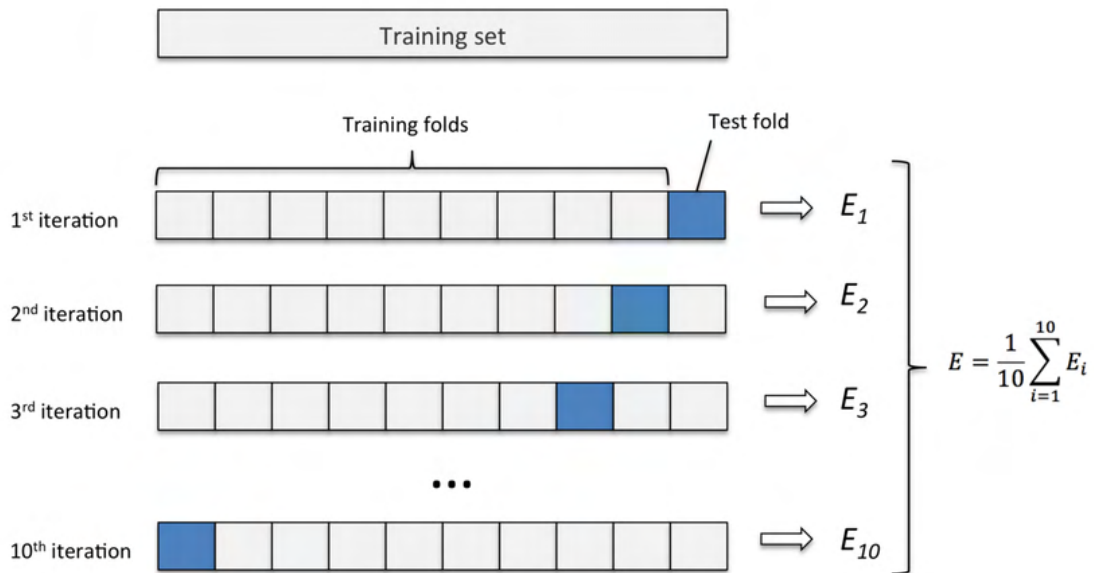 Training set
Training folds
Test fold
1st iteration
E1
2nd iteration
E2
3rd iteration
E3
...
10th iteration
E10
E = 1/10 ∑_{i=1}^{10} E_i